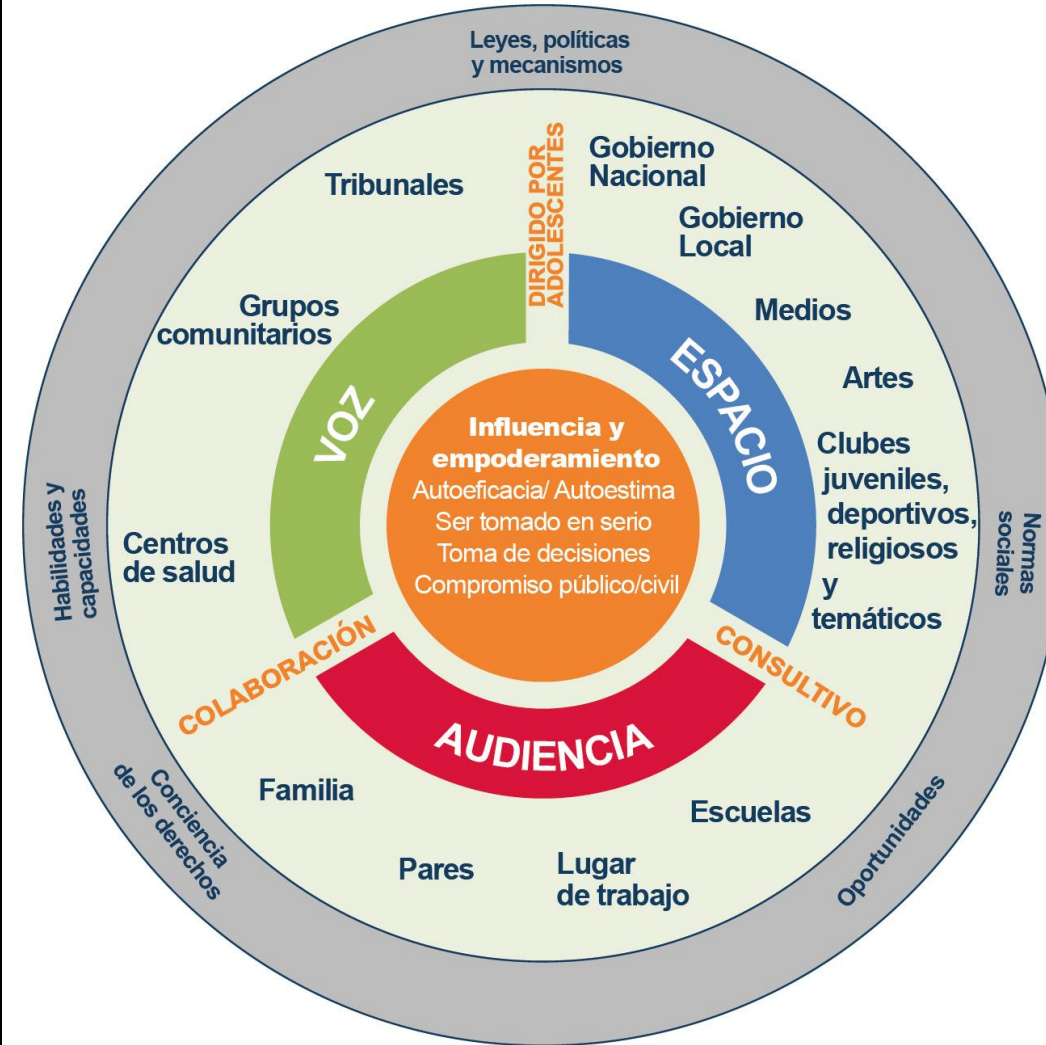 Leyes, políticas
y mecanismos
Tribunales
DIRIGIDO POR
ADOLESCENTES
Gobierno
Nacional
Gobierno
Local
Grupos
comunitarios
Medios
Artes
VOZ
ESPACIO
Influencia y
empoderamiento
Autoeficacia/ Autoestima
Ser tomado en serio
Toma de decisiones
Compromiso público/civil
Clubes
juveniles,
deportivos,
religiosos
y
temáticos
Habilidades y
capacidades
Centros
de salud
Normas
sociales
COLABORACIÓN
CONSULTIVO
AUDIENCIA
Conciencia
de los derechos
Familia
Pares
Lugar
de trabajo
Escuelas
Oportunidades